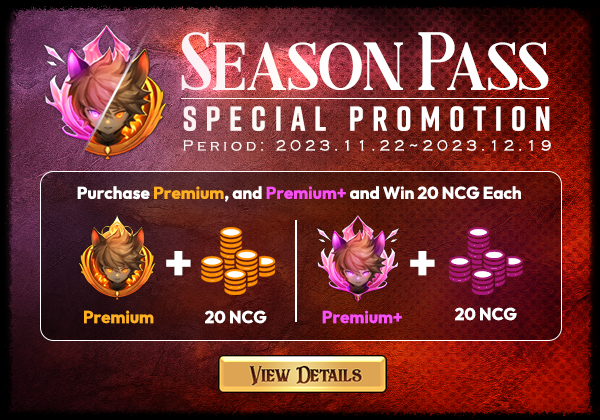 SEASON PASS
SPECIAL PROMOTION
PERIOD: 2023.11.22~2023.12.19
Purchase Premium, and Premium+ and Win 20 NCG Each
+
+
Premium
20 NCG
Premium+
20 NCG
VIEW DETAILS